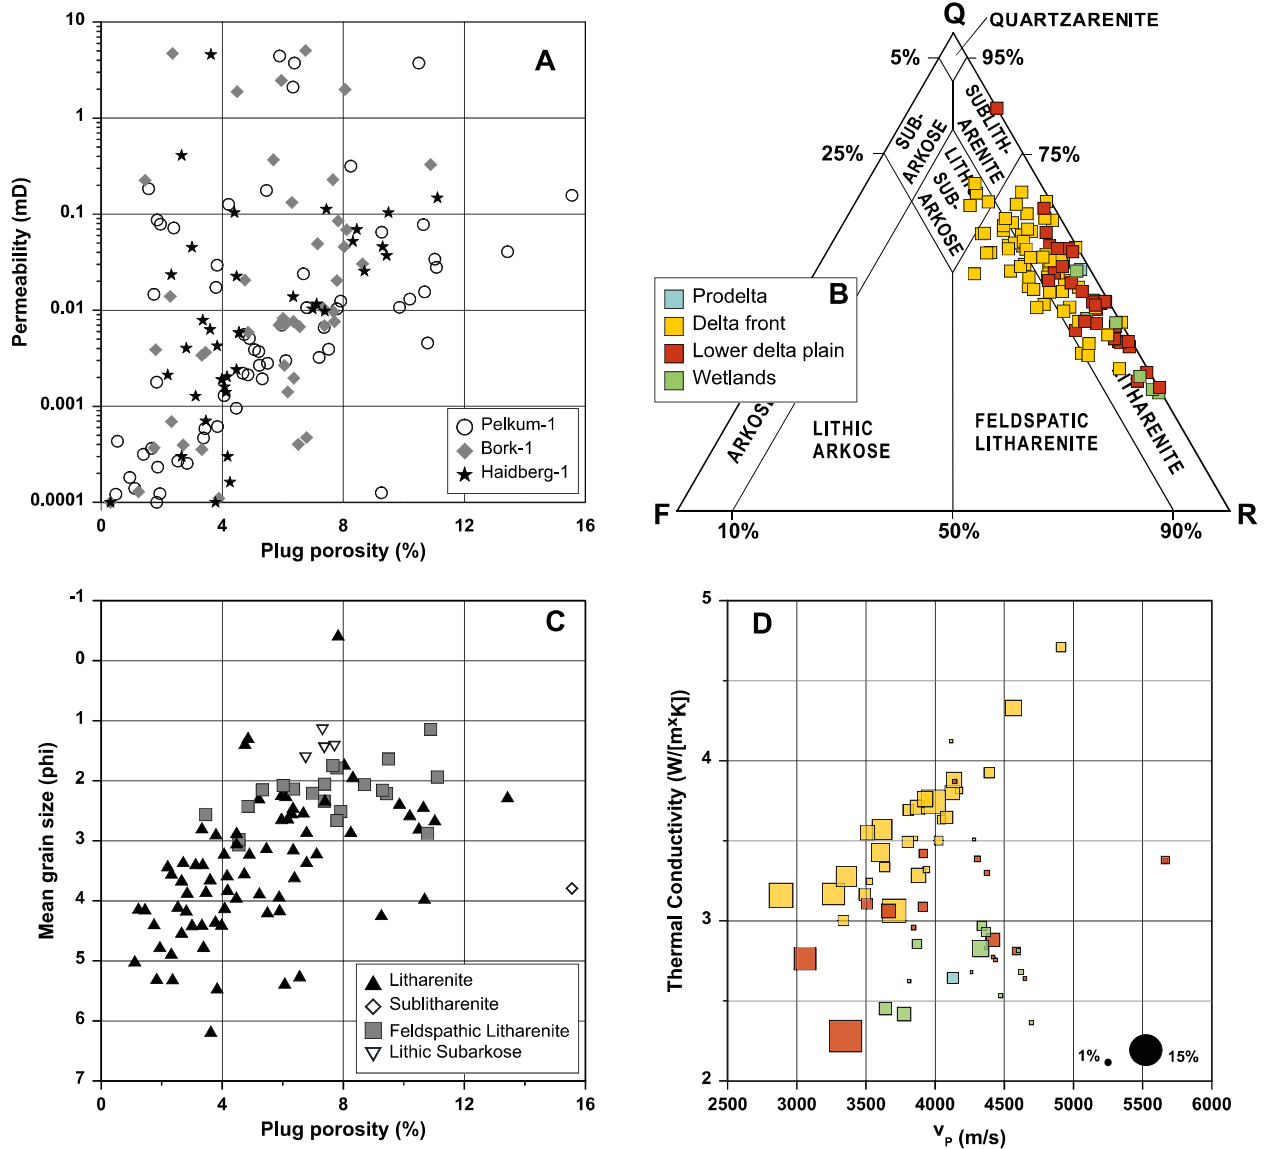 A
10
1
0.1
0.01
0.001
0.0001
Permeability (mD)
Pelkum-1
Bork-1
Haidberg-1
0
4
8
12
16
Plug porosity (%)
B
Q
QUARTZARENITE
5%
95%
25%
75%
SUB-
ARKOSE
SUBLITH-
ARENITE
LITHIC
SUB-
ARKOSE
Prodelta
Delta front
Lower delta plain
Wetlands
ARKOSE
LITHIC
ARKOSE
FELDSPATIC
LITHARENITE
LITHARENITE
F
R
10%
50%
90%
C
-1
0
1
2
3
4
5
6
7
Mean grain size (phi)
Litharenite
Sublitharenite
Feldspathic Litharenite
Lithic Subarkose
0
4
8
12
16
Plug porosity (%)
D
5
4
3
2
Thermal Conductivity (W/[m*K])
1%
15%
2500
3000
3500
4000
4500
5000
5500
6000
vP (m/s)